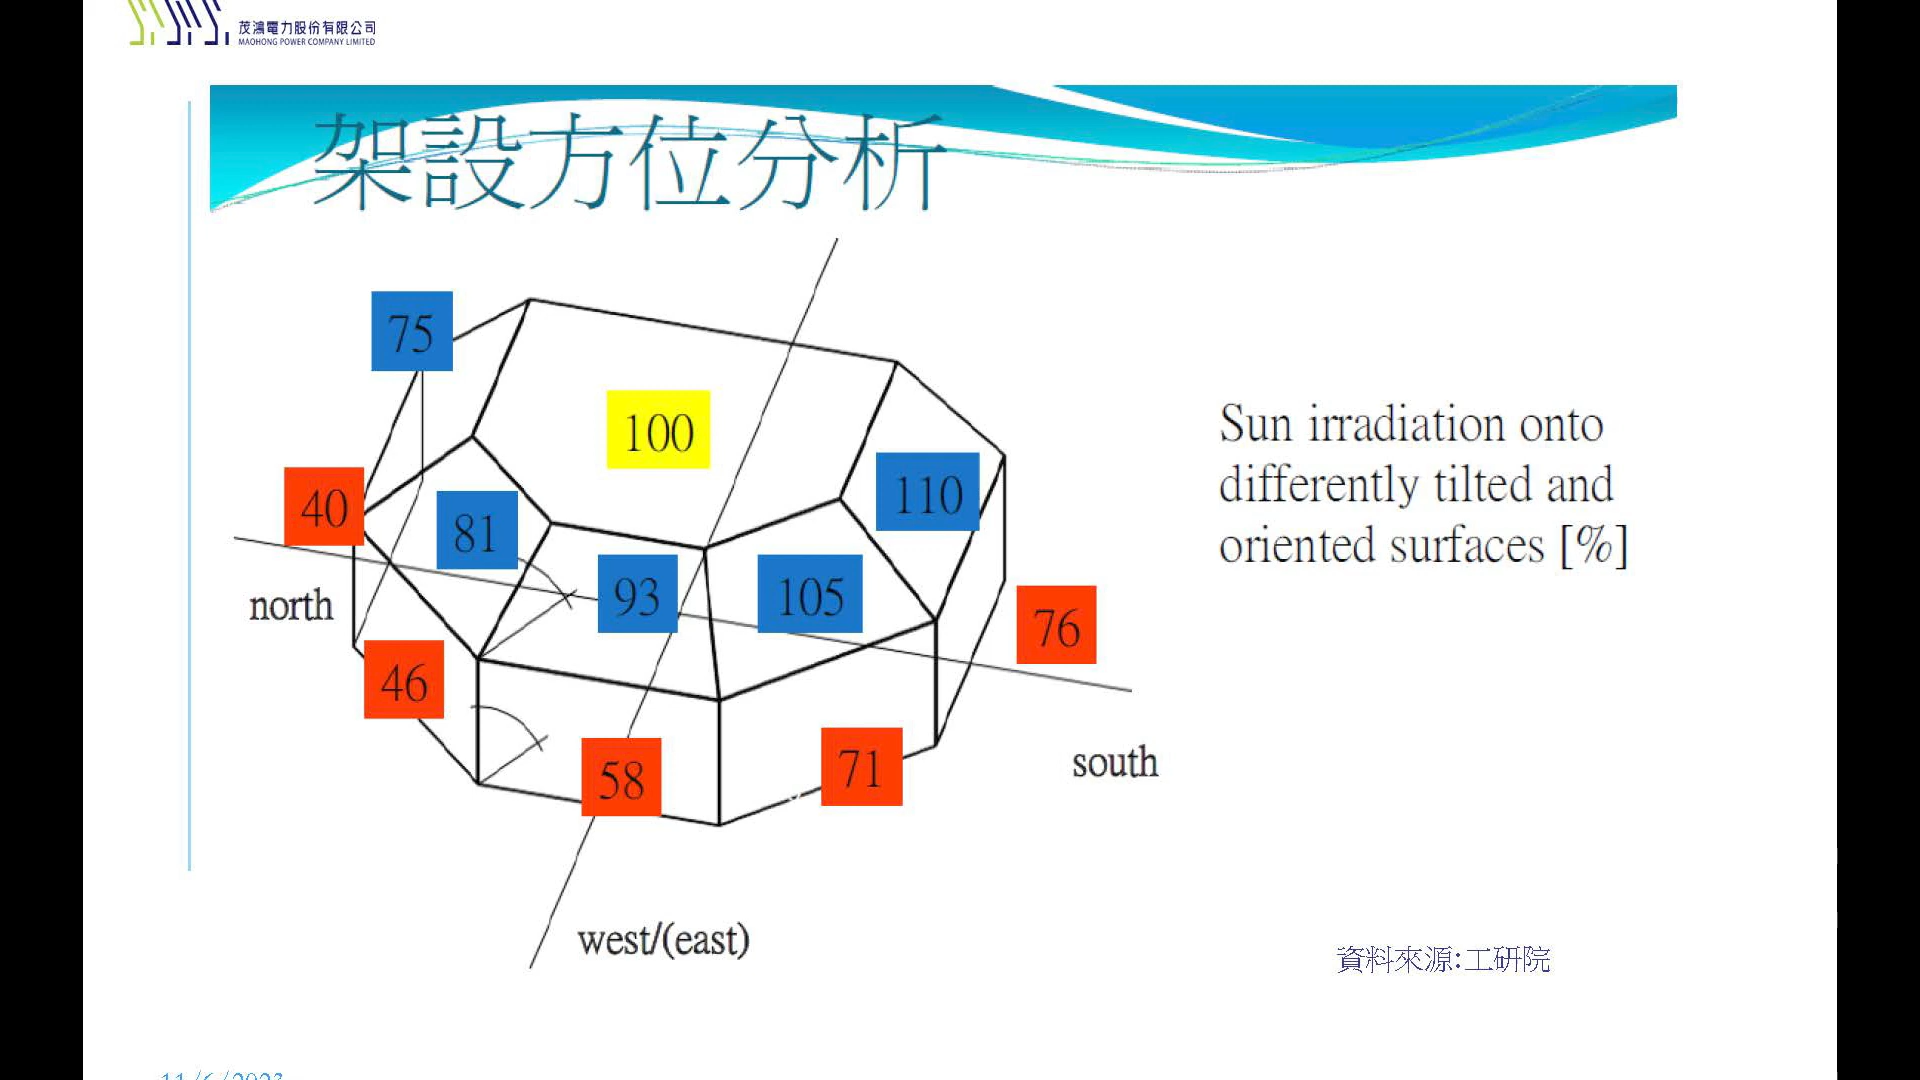 茂鴻電力股份有限公司
MAOHONG POWER COMPANY LIMITED
架設方位分析
75
100
110
40
81
93
105
76
46
58
71
north
south
west/(east)
Sun irradiation onto
differently tilted and
oriented surfaces [%]
資料來源:工研院
11/6/2023